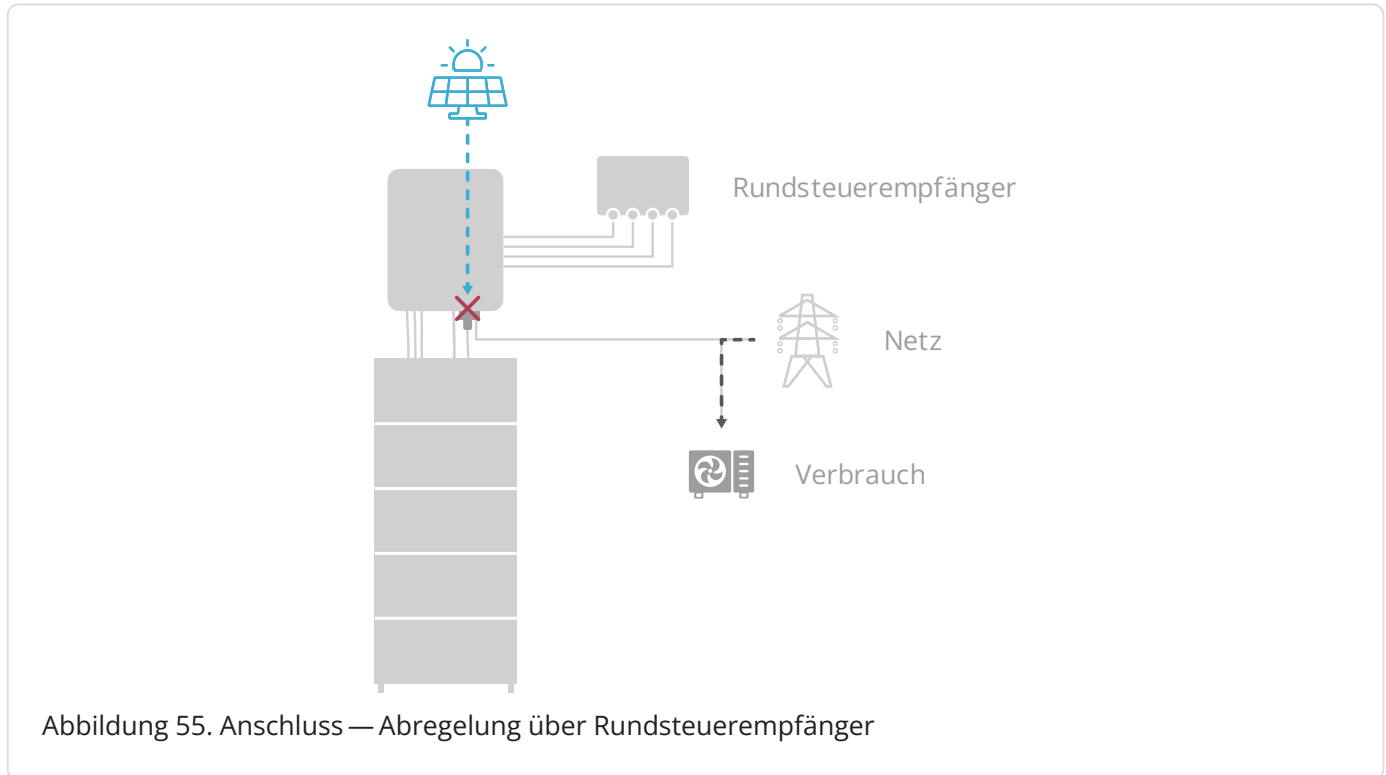 Rundsteuerempfänger
Netz
Verbrauch
Abbildung 55. Anschluss — Abregelung über Rundsteuerempfänger